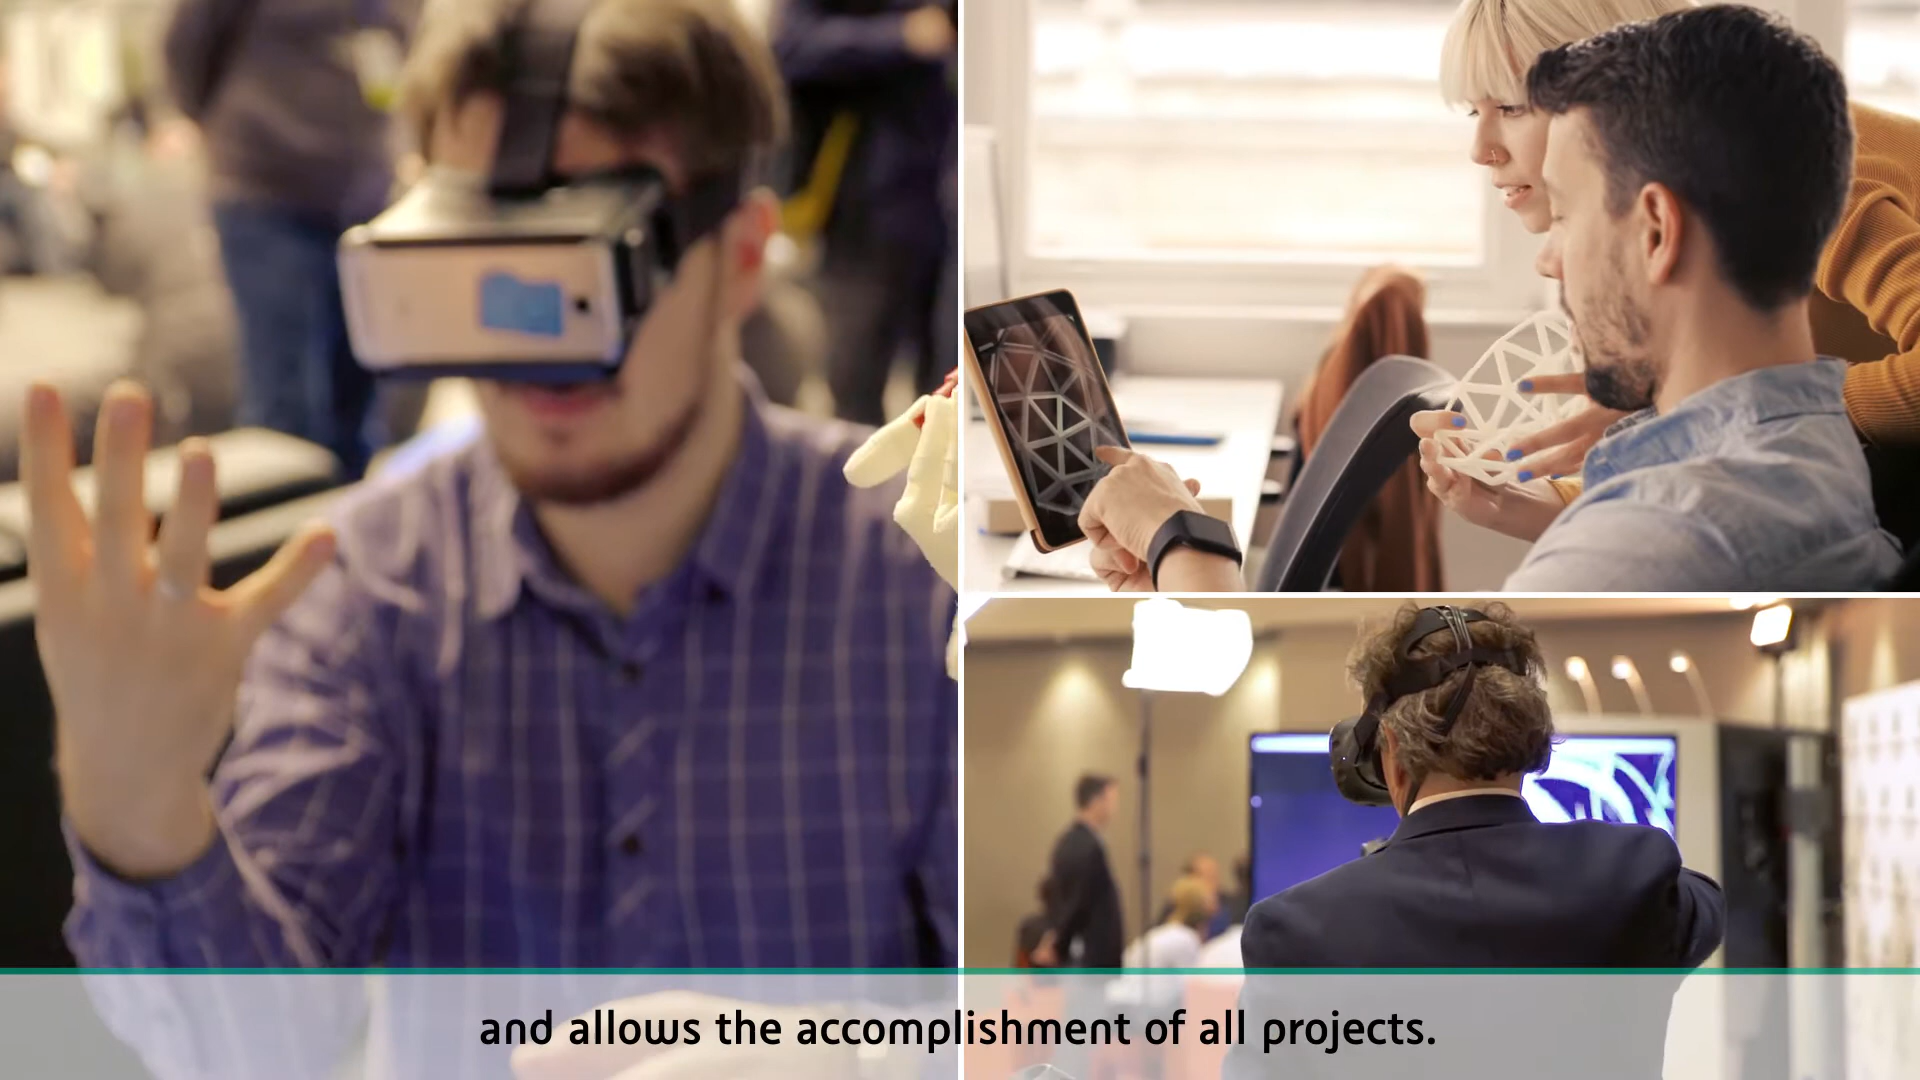 and allows the accomplishment of all projects.